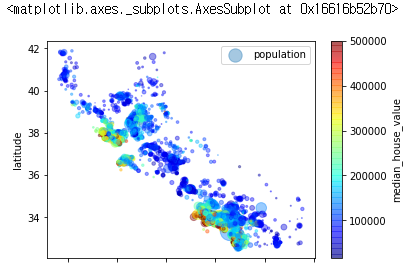 <matplotlib.axes._subplots.AxesSubplot at 0x16616b52b70>
population
42
40
38
36
34
latitude
500000
400000
300000
200000
100000
median_house_value